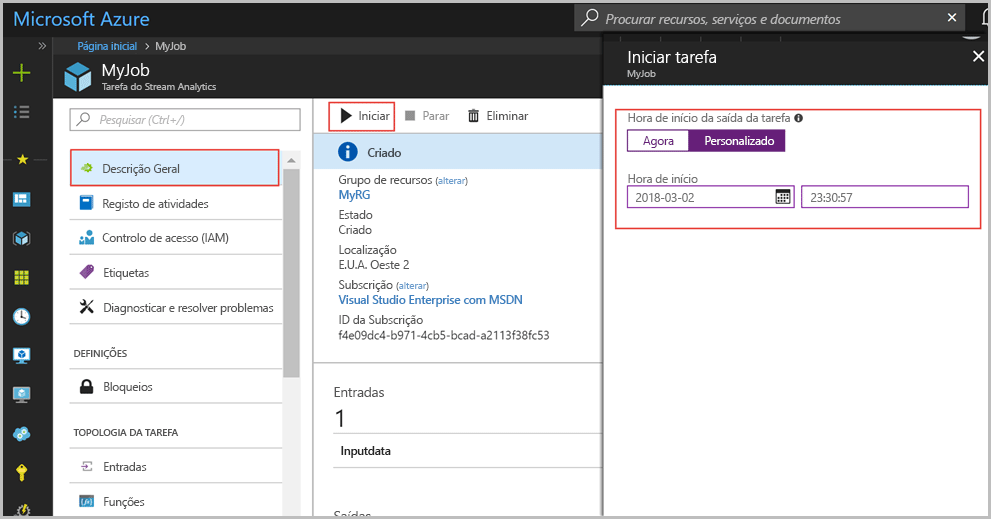 Microsoft Azure
Procurar recursos, serviços e documentos
Página inicial > MyJob
MyJob
Tarefa do Stream Analytics
Pesquisar (Ctrl+/)
Descrição Geral
Registo de atividades
Controlo de acesso (IAM)
Etiquetas
Diagnosticar e resolver problemas
DEFINIÇÕES
Bloqueios
TOPOLOGIA DA TAREFA
Entradas
Funções
Iniciar
Parar
Eliminar
Criado
Grupo de recursos (alterar)
MyRG
Estado
Criado
Localização
E.U.A. Oeste 2
Subscrição (alterar)
Visual Studio Enterprise com MSDN
ID da Subscrição
f4e09dc4-b971-4cb5-bcad-a2113f38fc53
Entradas
1
Inputdata
Saídas
Iniciar tarefa
MyJob
Hora de início da saída da tarefa
Agora
Personalizado
Hora de início
2018-03-02
23:30:57